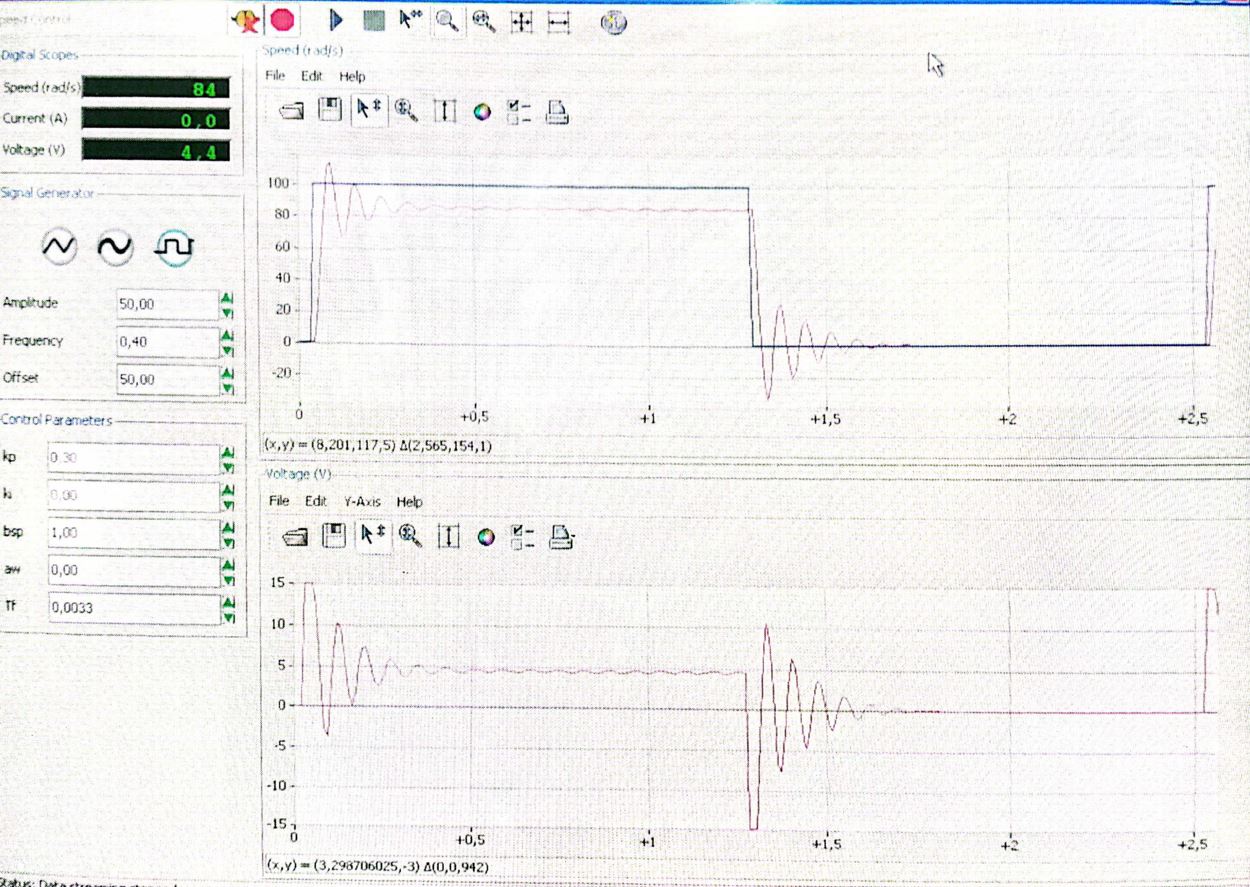 Speed Control
Digital Scopes
Speed (rad/s) 84
Current (A) 0,0
Voltage (V) 4,4
Signal Generator
Amplitude 50,00
Frequency 0,40
Offset 50,00
Control Parameters
kp 0.30
ki 0.00
bsp 1,00
aw 0,00
Tf 0,0033
Speed (rad/s)
File Edit Help
100
80
60
40
20
0
-20
0 +0,5 +1 +1,5 +2 +2,5
(x,y) = (8,201,117,5) Δ(2,565,154,1)
Voltage (V)
File Edit Y-Axis Help
15
10
5
0
-5
-10
-15
0 +0,5 +1 +1,5 +2 +2,5
(x,y) = (3,298706025,-3) Δ(0,0,942)
Status: Data streaming